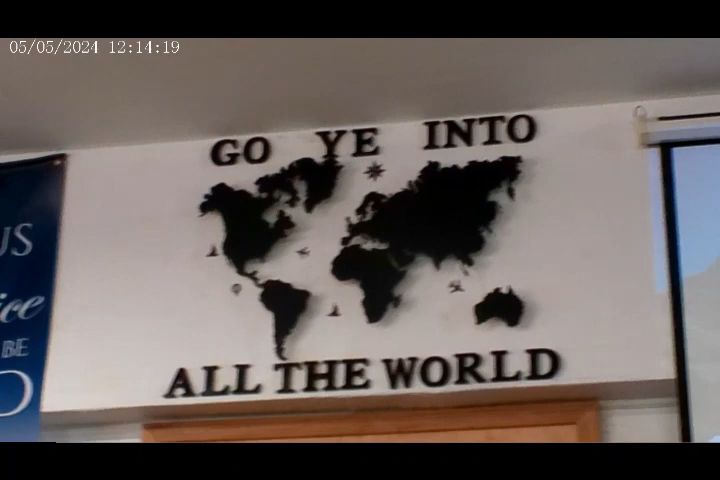 05/05/2024 12:14:19
GO YE INTO
ALL THE WORLD
US
ice
BE